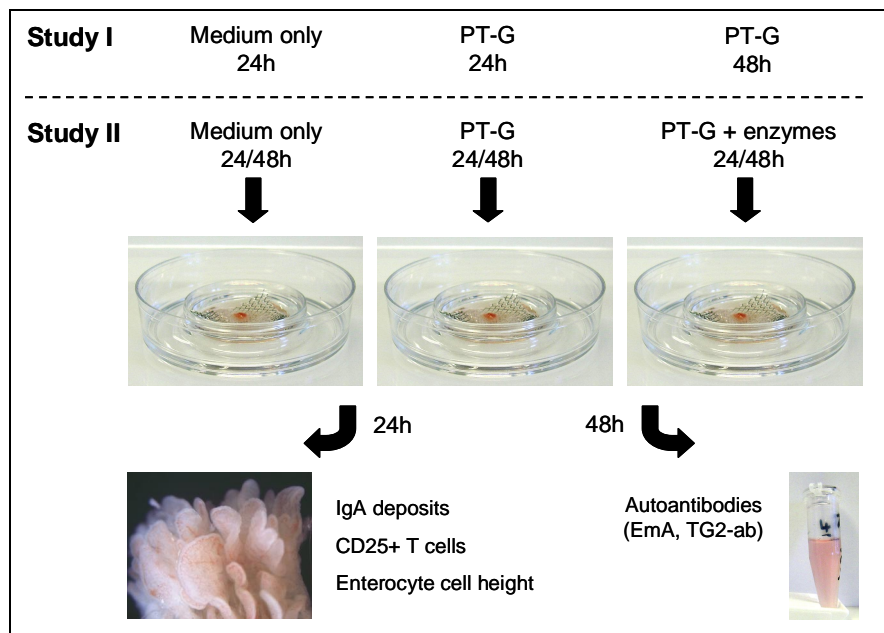 Study I
Medium only
24h
PT-G
24h
PT-G
48h
Study II
Medium only
24/48h
PT-G
24/48h
PT-G + enzymes
24/48h
24h
48h
IgA deposits
CD25+ T cells
Enterocyte cell height
Autoantibodies
(EmA, TG2-ab)